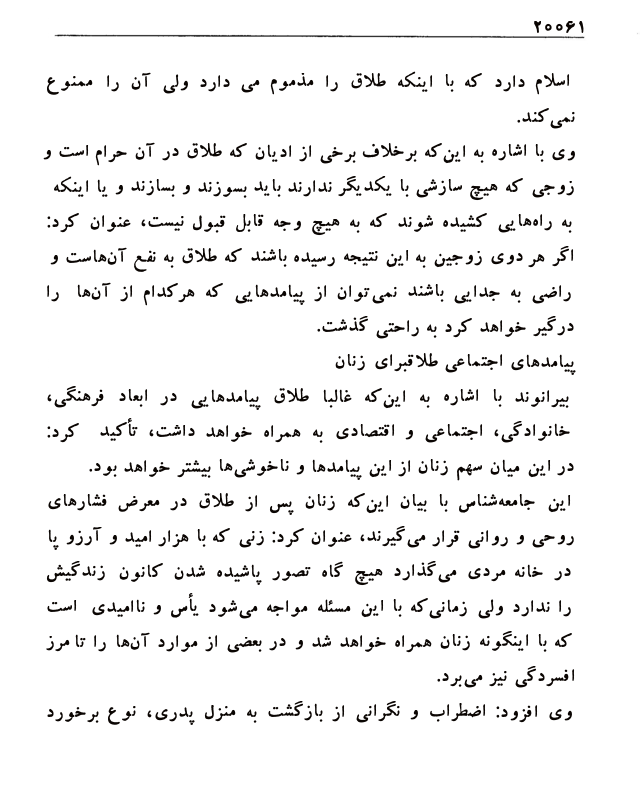 ۲۰۰۶۱
اسلام دارد که با اینکه طلاق را مذموم می دارد ولی آن را ممنوع
نمی‌کند.
وی با اشاره به این‌که برخلاف برخی از ادیان که طلاق در آن حرام است و
زوجی که هیچ سازشی با یکدیگر ندارند باید بسوزند و بسازند و یا اینکه
به راه‌هایی کشیده شوند که به هیچ وجه قابل قبول نیست، عنوان کرد:
اگر هر دوی زوجین به این نتیجه رسیده باشند که طلاق به نفع آن‌هاست و
راضی به جدایی باشند نمی‌توان از پیامدهایی که هرکدام از آن‌ها را
درگیر خواهد کرد به راحتی گذشت.
پیامدهای اجتماعی طلاقبرای زنان
بیرانوند با اشاره به این‌که غالبا طلاق پیامدهایی در ابعاد فرهنگی،
خانوادگی، اجتماعی و اقتصادی به همراه خواهد داشت، تأکید کرد:
در این میان سهم زنان از این پیامدها و ناخوشی‌ها بیشتر خواهد بود.
این جامعه‌شناس با بیان این‌که زنان پس از طلاق در معرض فشارهای
روحی و روانی قرار می‌گیرند، عنوان کرد: زنی که با هزار امید و آرزو پا
در خانه مردی می‌گذارد هیچ گاه تصور پاشیده شدن کانون زندگیش
را ندارد ولی زمانی‌که با این مسئله مواجه می‌شود یأس و ناامیدی است
که با اینگونه زنان همراه خواهد شد و در بعضی از موارد آن‌ها را تا مرز
افسردگی نیز می‌برد.
وی افزود: اضطراب و نگرانی از بازگشت به منزل پدری، نوع برخورد